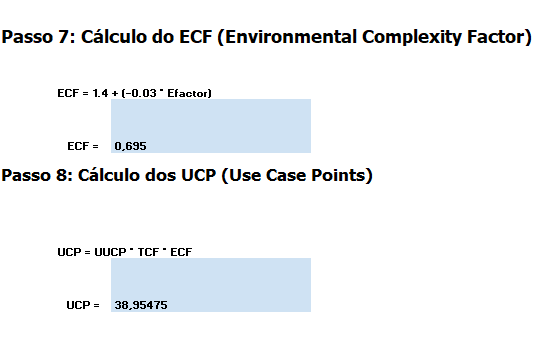 Passo 7: Cálculo do ECF (Environmental Complexity Factor)
ECF = 1.4 + (-0.03 * Efactor)
ECF = 0,695
Passo 8: Cálculo dos UCP (Use Case Points)
UCP = UUCP * TCF * ECF
UCP = 38,95475